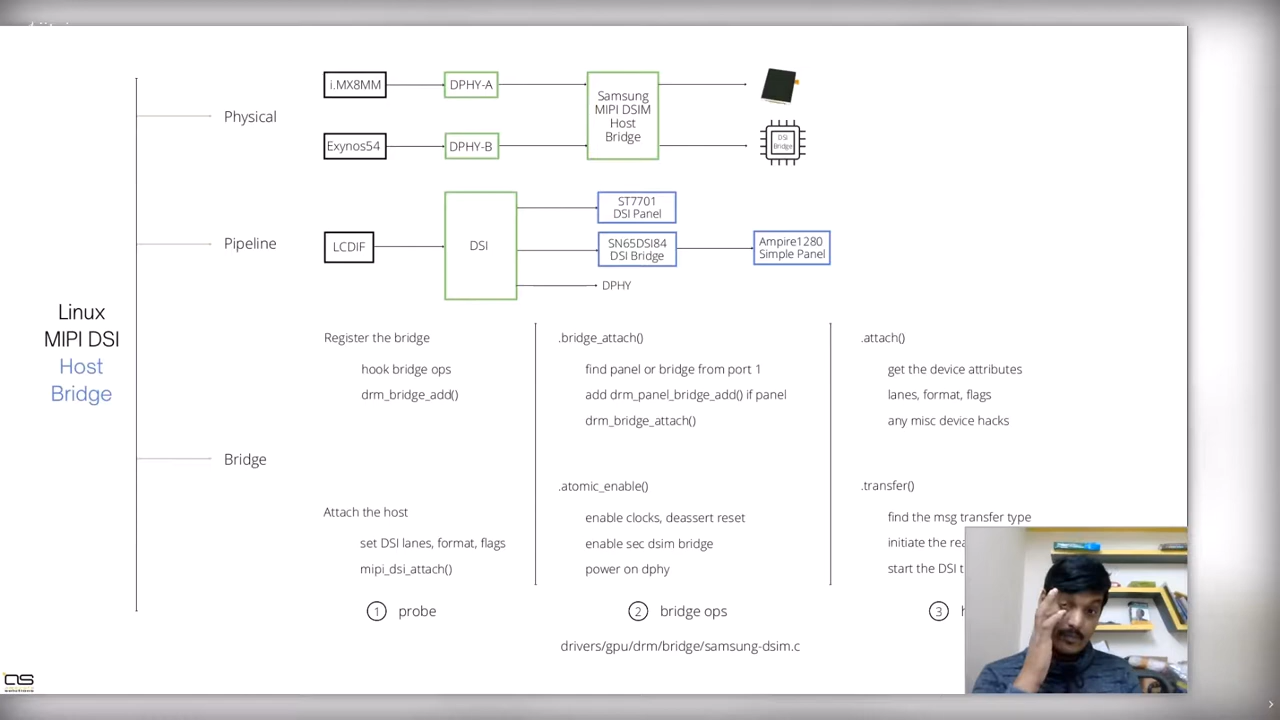 Linux
MIPI DSI
Host
Bridge
Physical
i.MX8MM
DPHY-A
Exynos54
DPHY-B
Samsung
MIPI DSIM
Host
Bridge
DSI
Bridge
Pipeline
LCDIF
DSI
ST7701
DSI Panel
SN65DSI84
DSI Bridge
Ampire1280
Simple Panel
DPHY
Bridge
Register the bridge
hook bridge ops
drm_bridge_add()
Attach the host
set DSI lanes, format, flags
mipi_dsi_attach()
1 probe
.bridge_attach()
find panel or bridge from port 1
add drm_panel_bridge_add() if panel
drm_bridge_attach()
.atomic_enable()
enable clocks, deassert reset
enable sec dsim bridge
power on dphy
2 bridge ops
.attach()
get the device attributes
lanes, format, flags
any misc device hacks
.transfer()
find the msg transfer type
initiate the rea
start the DSI t
3 h
drivers/gpu/drm/bridge/samsung-dsim.c